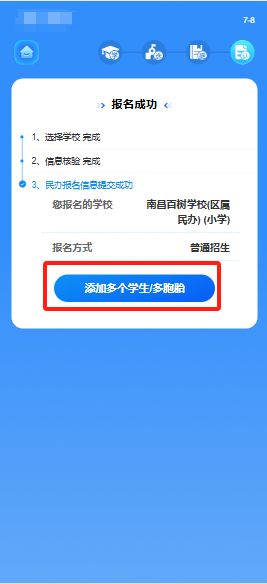 7-8
报名成功
1、选择学校 完成
2、信息核验 完成
3、民办报名信息提交成功
您报名的学校 南昌百树学校(区属
民办) (小学)
报名方式 普通招生
添加多个学生/多胞胎